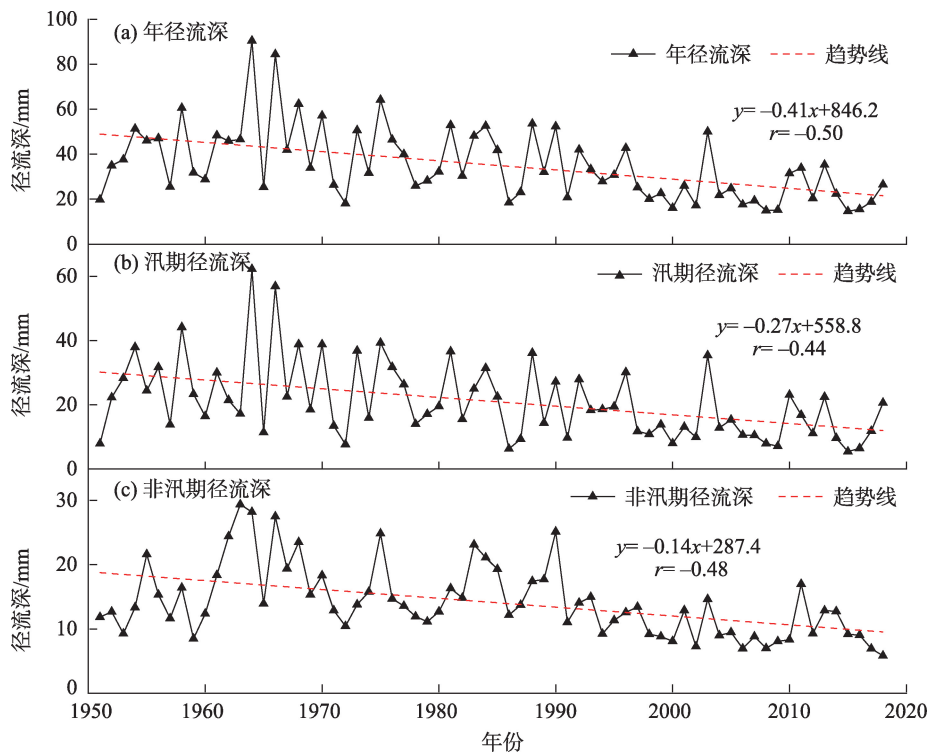 (a) 年径流深
年径流深
趋势线
y= –0.41x+846.2
r= –0.50
径流深/mm
100
80
60
40
20
0
(b) 汛期径流深
汛期径流深
趋势线
y= –0.27x+558.8
r= –0.44
径流深/mm
60
40
20
0
(c) 非汛期径流深
非汛期径流深
趋势线
y= –0.14x+287.4
r= –0.48
径流深/mm
30
20
10
0
1950 1960 1970 1980 1990 2000 2010 2020
年份